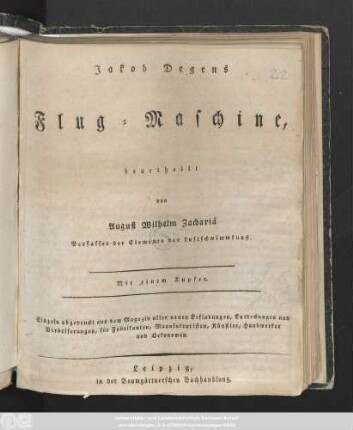 22
Jakob Degens
Flug-Maschine,
beurtheilt
von
August Wilhelm Zachariä
Verfasser der Elemente der Luftschwimmkunst.
Mit einem Kupfer.
Einzeln abgedruckt aus dem Magazin aller neuen Erfindungen, Entdeckungen und
Verbesserungen, für Fabrikanten, Manufakturisten, Künstler, Handwerker
und Oekonomen.
Leipzig,
in der Baumgärtnerschen Buchhandlung.